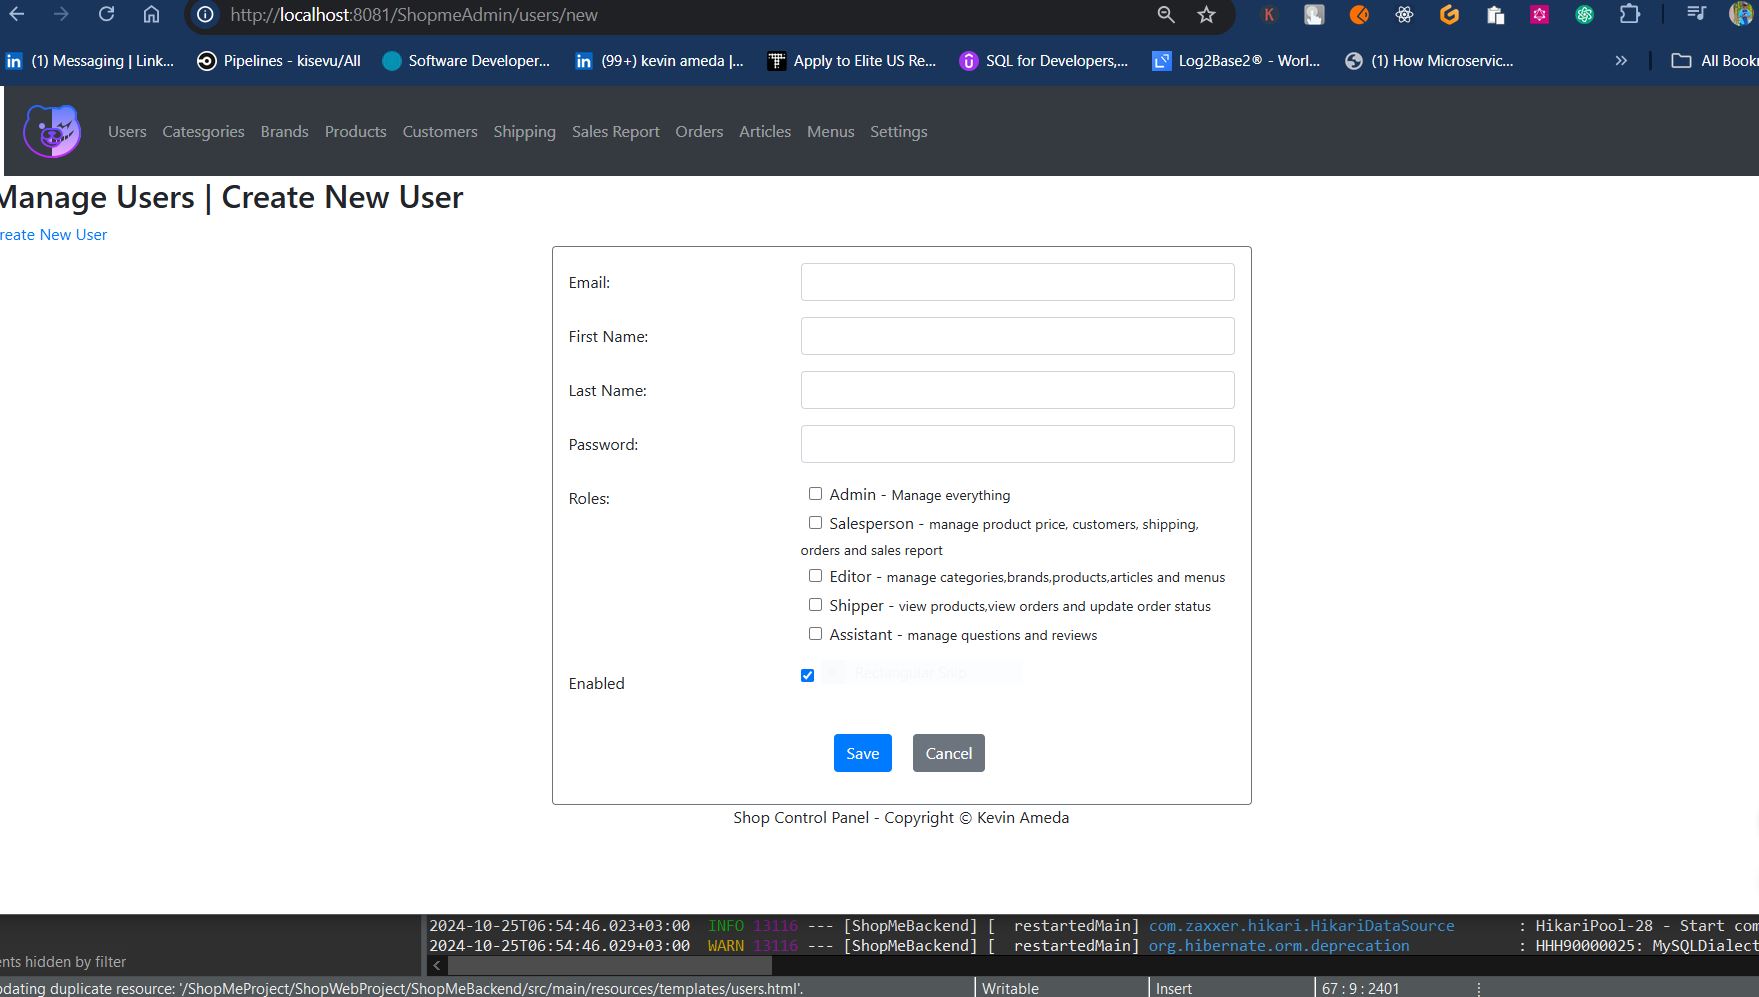 http://localhost:8081/ShopmeAdmin/users/new
(1) Messaging | Link... Pipelines - kisevu/All Software Developer... (99+) kevin ameda |... Apply to Elite US Re... SQL for Developers,... Log2Base2® - Worl... (1) How Microservic... » All Bookr
Users Catesgories Brands Products Customers Shipping Sales Report Orders Articles Menus Settings
Manage Users | Create New User
reate New User
Email:
First Name:
Last Name:
Password:
Roles:
Admin - Manage everything
Salesperson - manage product price, customers, shipping,
orders and sales report
Editor - manage categories,brands,products,articles and menus
Shipper - view products,view orders and update order status
Assistant - manage questions and reviews
Enabled
Rectangular Snip
Save Cancel
Shop Control Panel - Copyright © Kevin Ameda
2024-10-25T06:54:46.023+03:00 INFO 13116 --- [ShopMeBackend] [ restartedMain] com.zaxxer.hikari.HikariDataSource : HikariPool-28 - Start com
2024-10-25T06:54:46.029+03:00 WARN 13116 --- [ShopMeBackend] [ restartedMain] org.hibernate.orm.deprecation : HHH90000025: MySQLDialect
nts hidden by filter
pdating duplicate resource: '/ShopMeProject/ShopWebProject/ShopMeBackend/src/main/resources/templates/users.html'. Writable Insert 67 : 9 : 2401